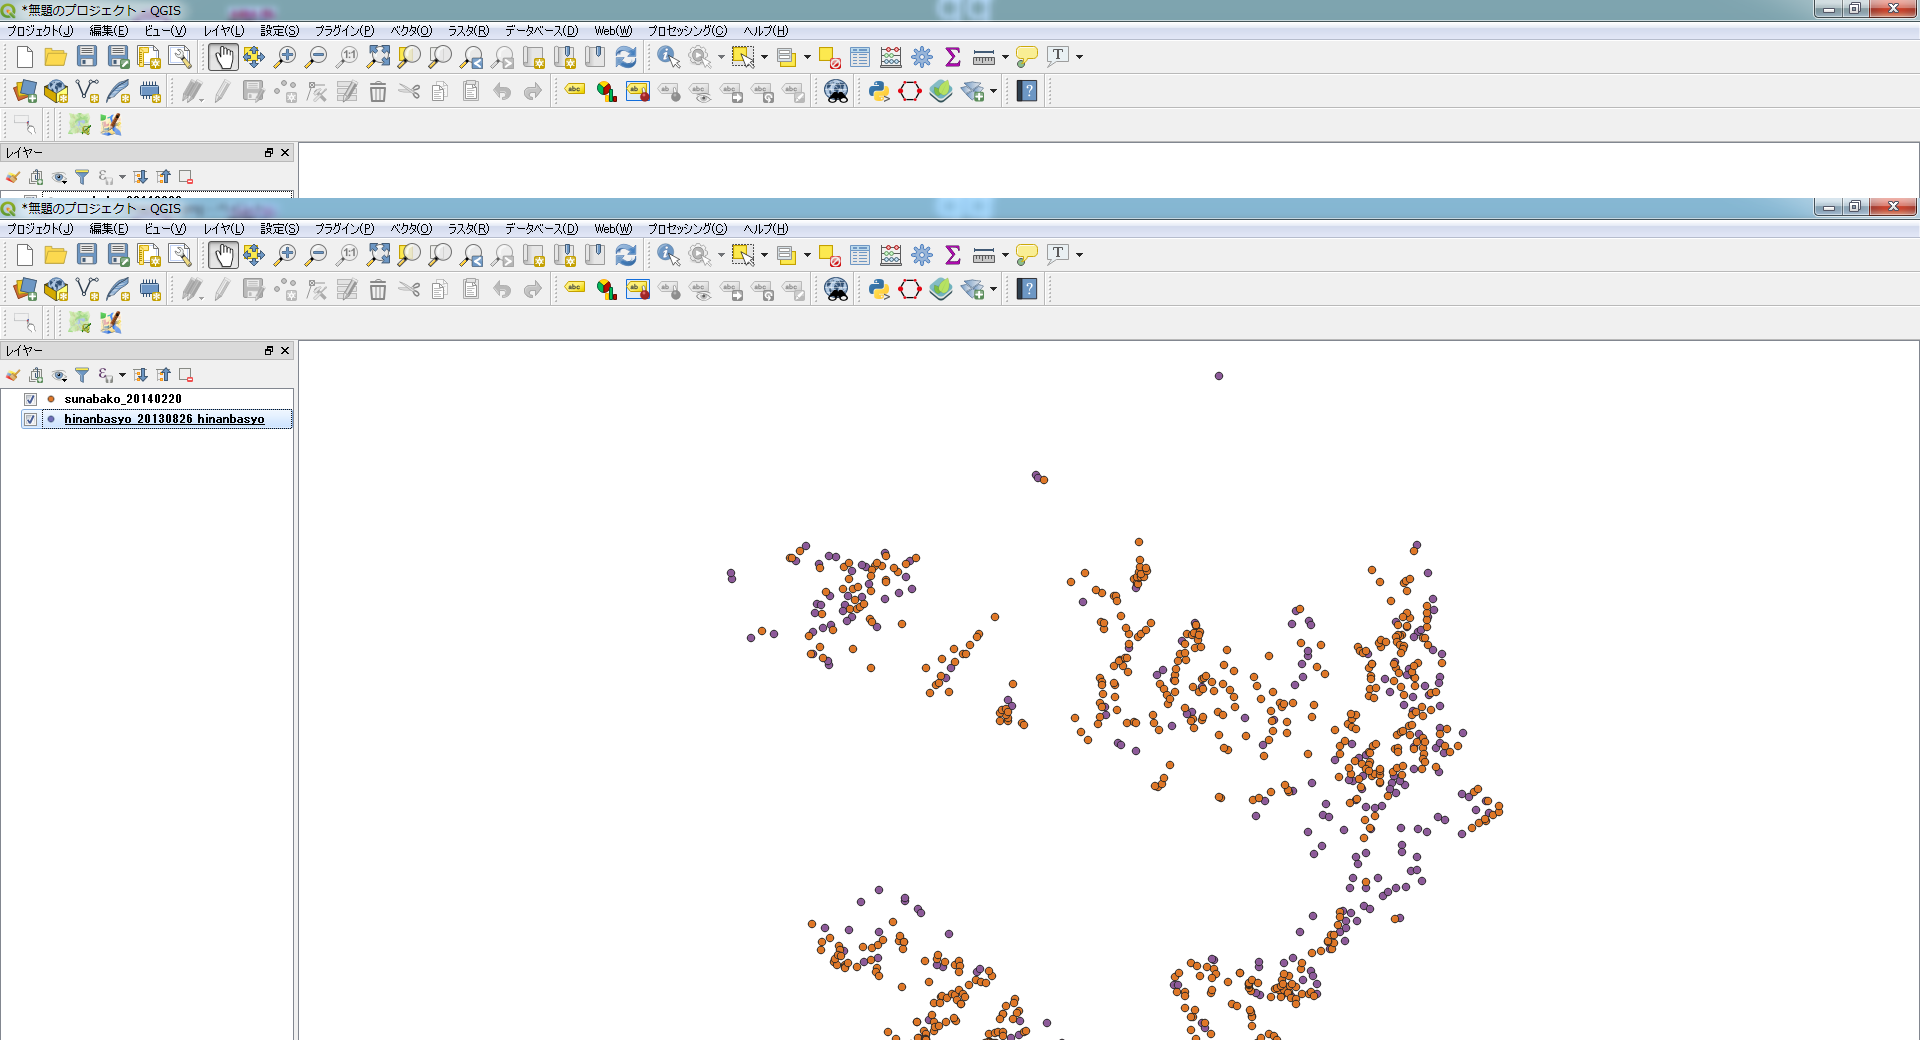 *無題のプロジェクト - QGIS
プロジェクト(J) 編集(E) ビュー(V) レイヤ(L) 設定(S) プラグイン(P) ベクタ(O) ラスタ(R) データベース(D) Web(W) プロセッシング(C) ヘルプ(H)
レイヤー
*無題のプロジェクト - QGIS
プロジェクト(J) 編集(E) ビュー(V) レイヤ(L) 設定(S) プラグイン(P) ベクタ(O) ラスタ(R) データベース(D) Web(W) プロセッシング(C) ヘルプ(H)
レイヤー
sunabako_20140220
hinanbasyo_20130826 hinanbasyo